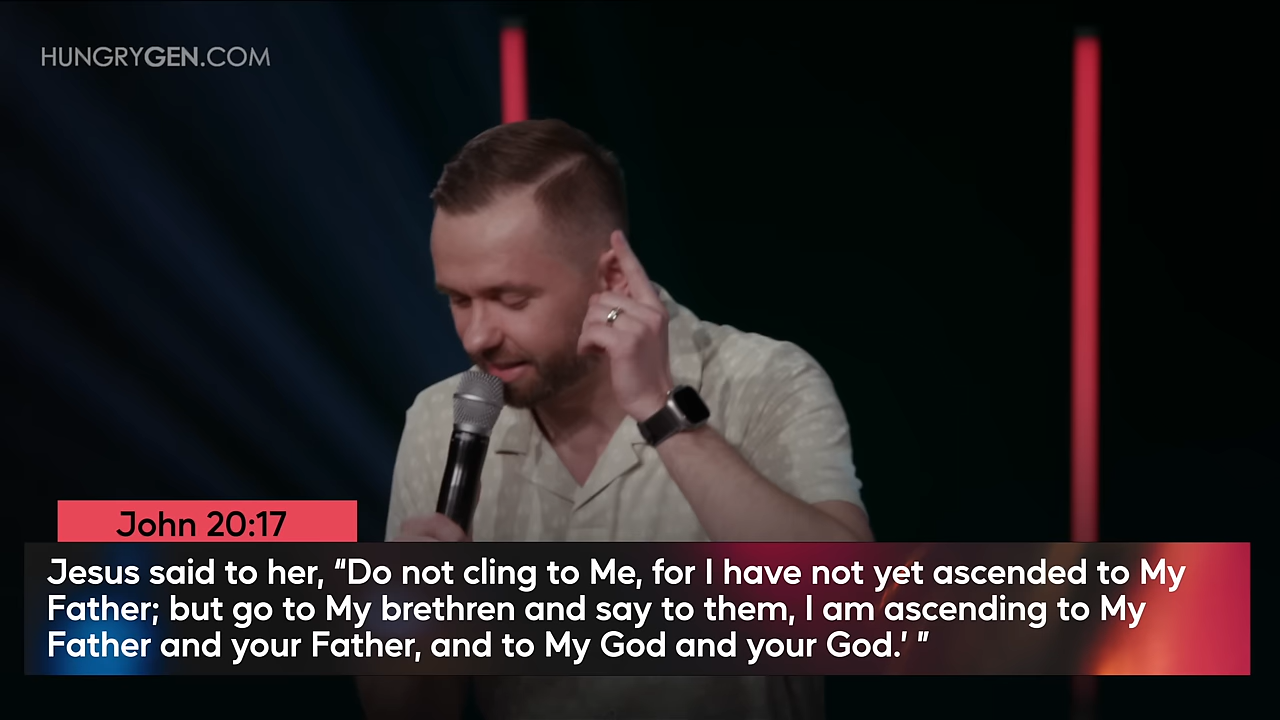 HUNGRYGEN.COM
John 20:17
Jesus said to her, “Do not cling to Me, for I have not yet ascended to My
Father; but go to My brethren and say to them, I am ascending to My
Father and your Father, and to My God and your God.’ ”